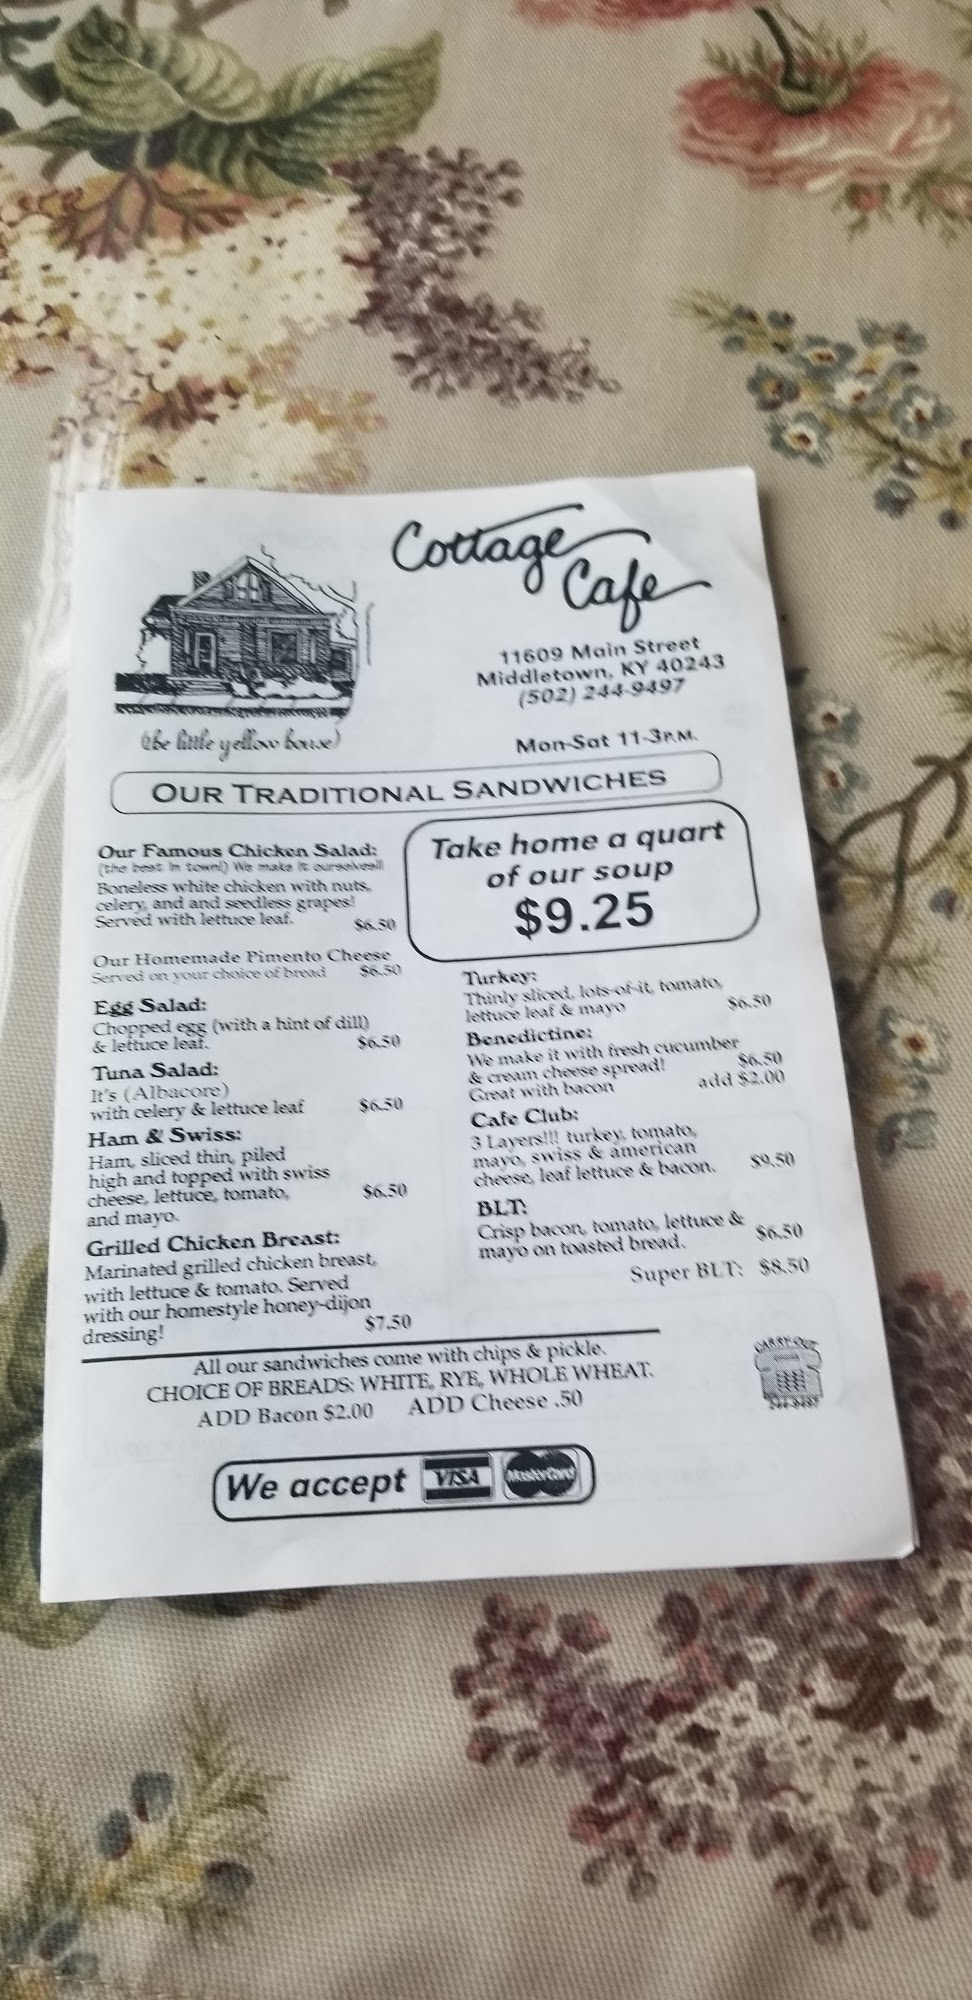 Cottage
Cafe
11609 Main Street
Middletown, KY 40243
(502) 244-9497
(the little yellow house)
Mon-Sat 11-3P.M.
OUR TRADITIONAL SANDWICHES
Our Famous Chicken Salad:
(the best in town!) We make it ourselves!!
Boneless white chicken with nuts,
celery, and and seedless grapes!
Served with lettuce leaf. $6.50
Our Homemade Pimento Cheese
Served on your choice of bread $6.50
Egg Salad:
Chopped egg (with a hint of dill)
& lettuce leaf. $6.50
Tuna Salad:
It's (Albacore)
with celery & lettuce leaf $6.50
Ham & Swiss:
Ham, sliced thin, piled
high and topped with swiss
cheese, lettuce, tomato, $6.50
and mayo.
Grilled Chicken Breast:
Marinated grilled chicken breast,
with lettuce & tomato. Served
with our homestyle honey-dijon
dressing! $7.50
Take home a quart
of our soup
$9.25
Turkey:
Thinly sliced, lots-of-it, tomato,
lettuce leaf & mayo $6.50
Benedictine:
We make it with fresh cucumber
& cream cheese spread! $6.50
Great with bacon add $2.00
Cafe Club:
3 Layers!!! turkey, tomato,
mayo, swiss & american
cheese, leaf lettuce & bacon. $9.50
BLT:
Crisp bacon, tomato, lettuce &
mayo on toasted bread. $6.50
Super BLT: $8.50
All our sandwiches come with chips & pickle.
CHOICE OF BREADS: WHITE, RYE, WHOLE WHEAT.
ADD Bacon $2.00 ADD Cheese .50
CARRY-OUT
244-9497
We accept VISA MasterCard